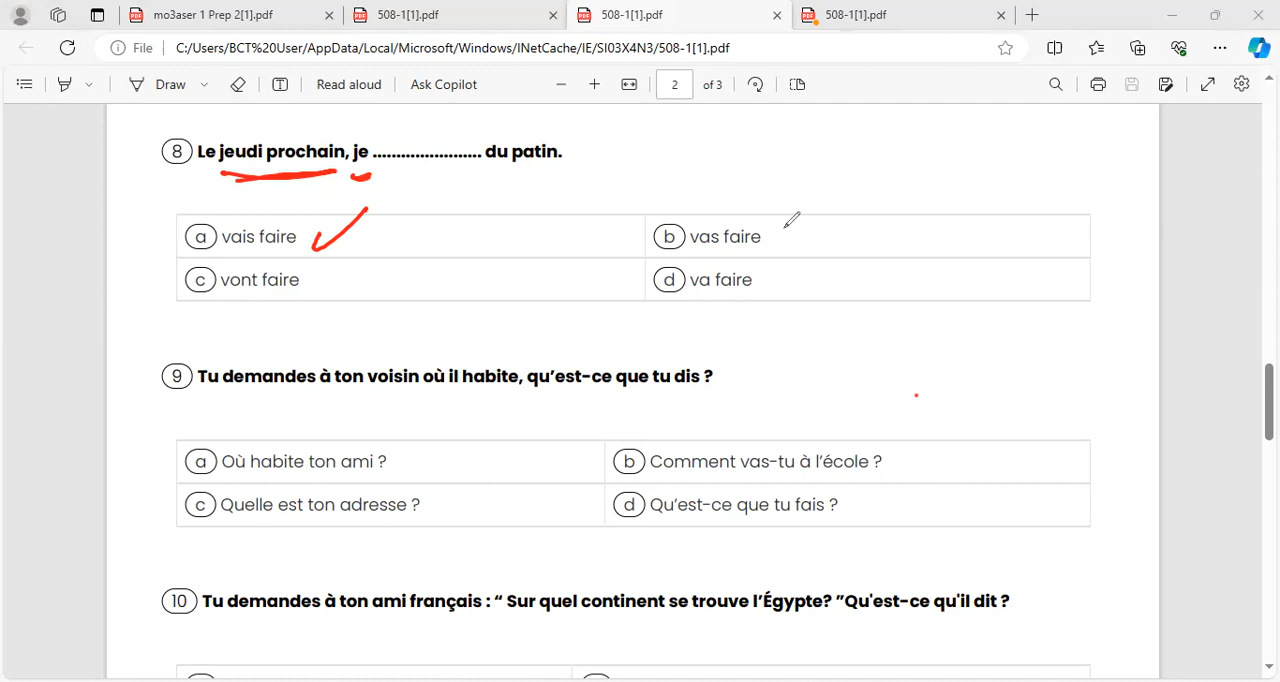 mo3aser 1 Prep 2[1].pdf
508-1[1].pdf
508-1[1].pdf
508-1[1].pdf
File
C:/Users/BCT%20User/AppData/Local/Microsoft/Windows/INetCache/IE/SI03X4N3/508-1[1].pdf
Draw
Read aloud
Ask Copilot
2 of 3
8 Le jeudi prochain, je ....................... du patin.
a vais faire
b vas faire
c vont faire
d va faire
9 Tu demandes à ton voisin où il habite, qu’est-ce que tu dis ?
a Où habite ton ami ?
b Comment vas-tu à l’école ?
c Quelle est ton adresse ?
d Qu’est-ce que tu fais ?
10 Tu demandes à ton ami français : “ Sur quel continent se trouve l’Égypte? ”Qu'est-ce qu'il dit ?